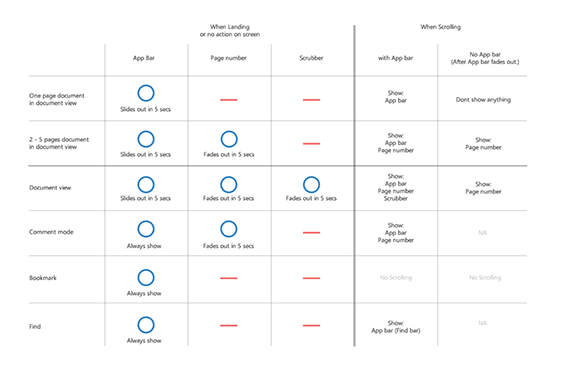 When Landing
or no action on screen
When Scrolling
App Bar
Page number
Scrubber
with App bar
No App bar
(After App bar fades out.)
One page document
in document view
Slides out in 5 secs
Show:
App bar
Dont show anything
2 - 5 pages document
in document view
Slides out in 5 secs
Fades out in 5 secs
Show:
App bar
Page number
Show:
Page number
Document view
Slides out in 5 secs
Fades out in 5 secs
Fades out in 5 secs
Show:
App bar
Page number
Scrubber
Show:
Page number
Comment mode
Always show
Fades out in 5 secs
Show:
App bar
Page number
NA
Bookmark
Always show
No Scrolling
No Scrolling
Find
Always show
Show:
App bar (Find bar)
NA